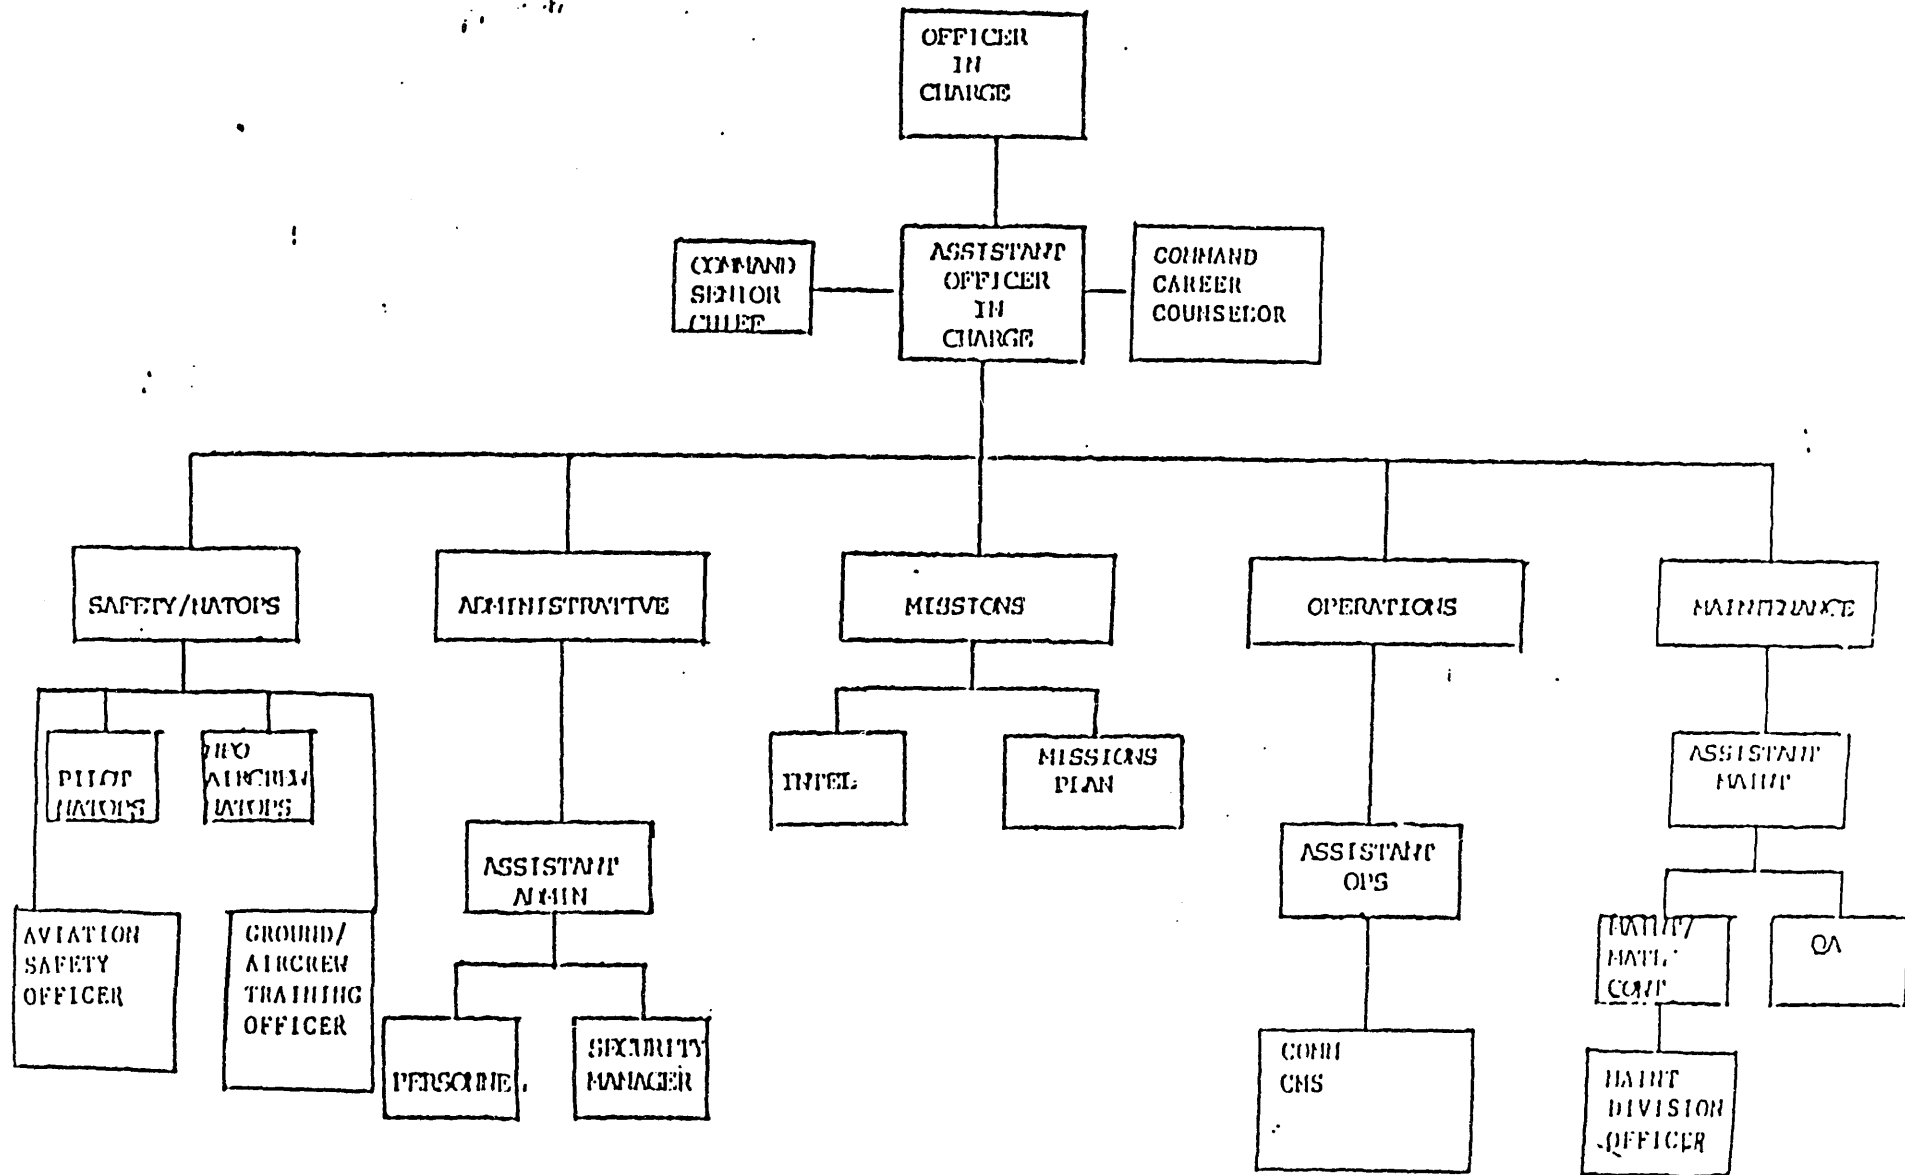 OFFICER
IN
CHARGE
COMMAND
SENIOR
CHIEF
ASSISTANT
OFFICER
IN
CHARGE
COMMAND
CAREER
COUNSELOR
SAFETY/NATOPS
ADMINISTRATIVE
MISSIONS
OPERATIONS
MAINTENANCE
PILOT
NATOPS
NFO
AIRCREW
NATOPS
INTEL
MISSIONS
PLAN
ASSISTANT
MAINT
ASSISTANT
ADMIN
ASSISTANT
OPS
AVIATION
SAFETY
OFFICER
GROUND/
AIRCREW
TRAINING
OFFICER
MAINT/
MATL
CONT
QA
PERSONNEL
SECURITY
MANAGER
COMM
CMS
MAINT
DIVISION
OFFICER